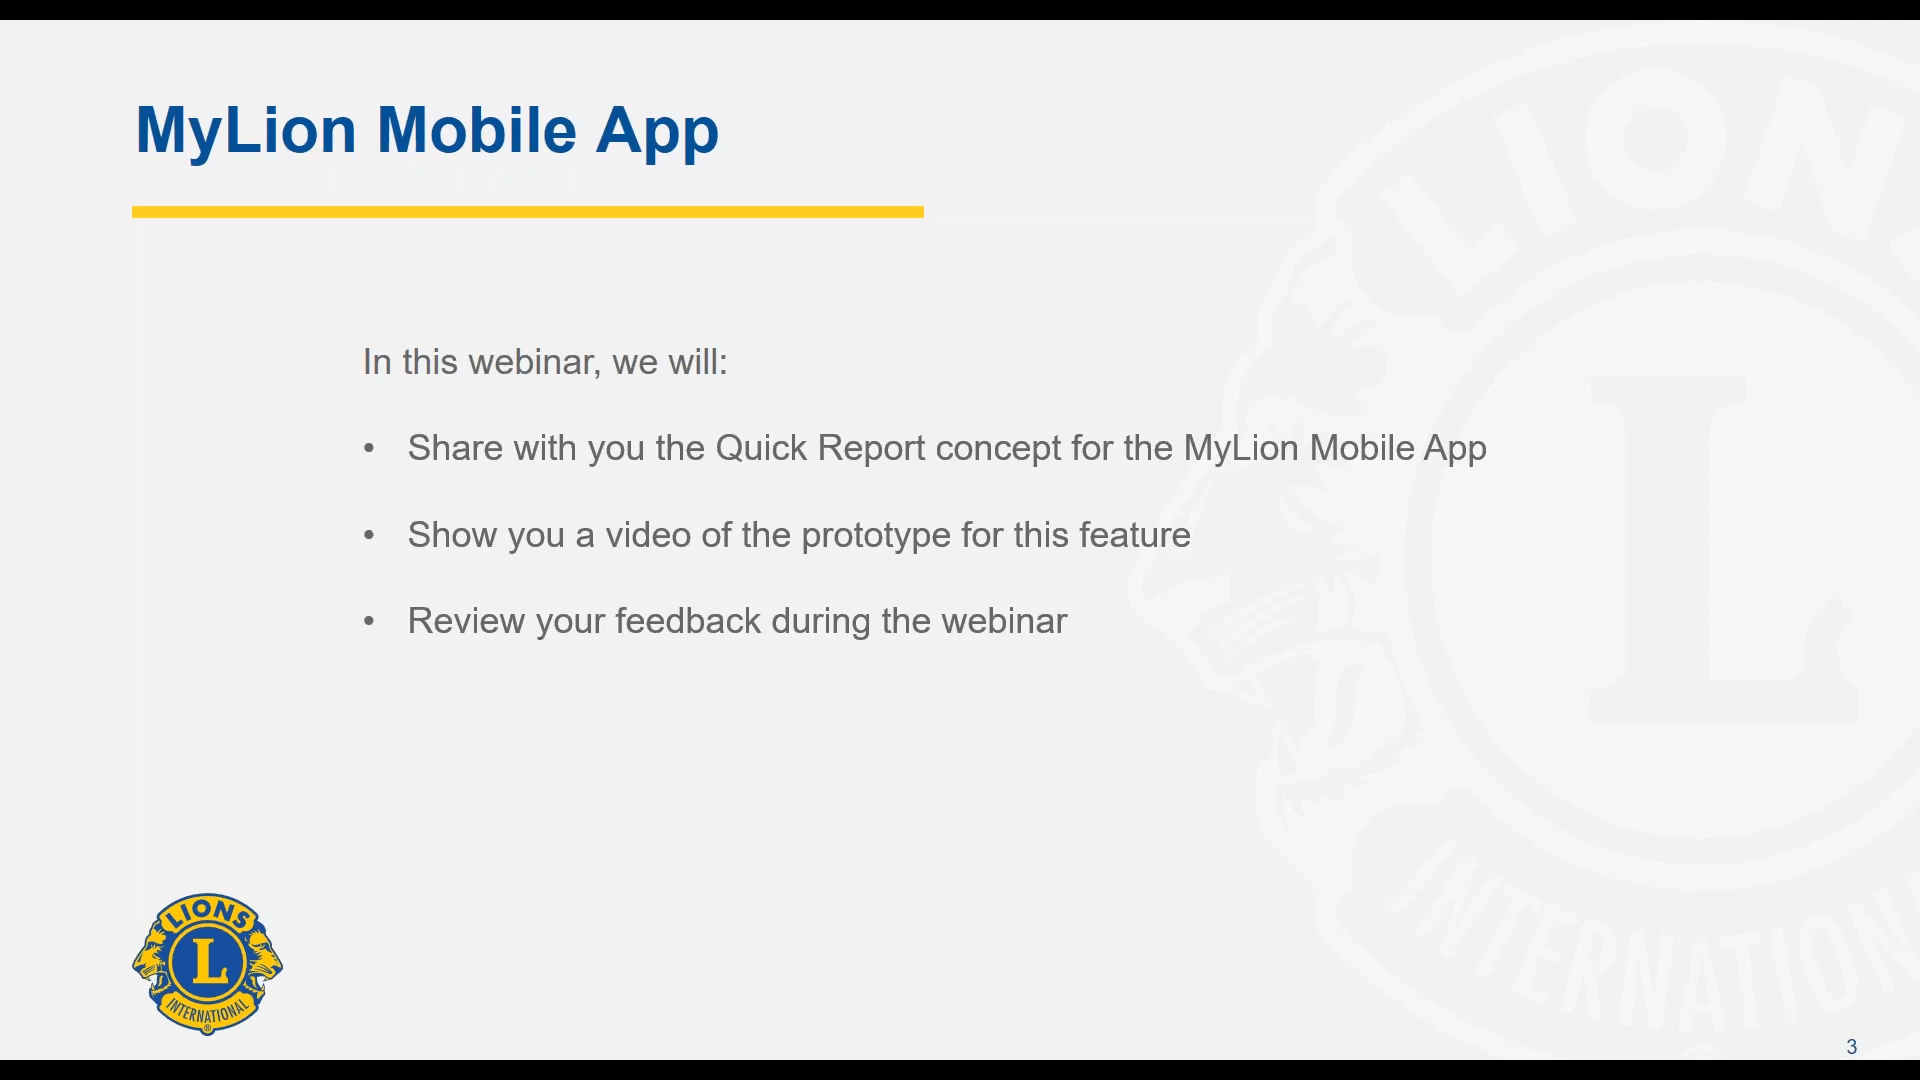 MyLion Mobile App
In this webinar, we will:
• Share with you the Quick Report concept for the MyLion Mobile App
• Show you a video of the prototype for this feature
• Review your feedback during the webinar
LIONS
L
INTERNATIONAL
®
LION
L
INTERNATION
3